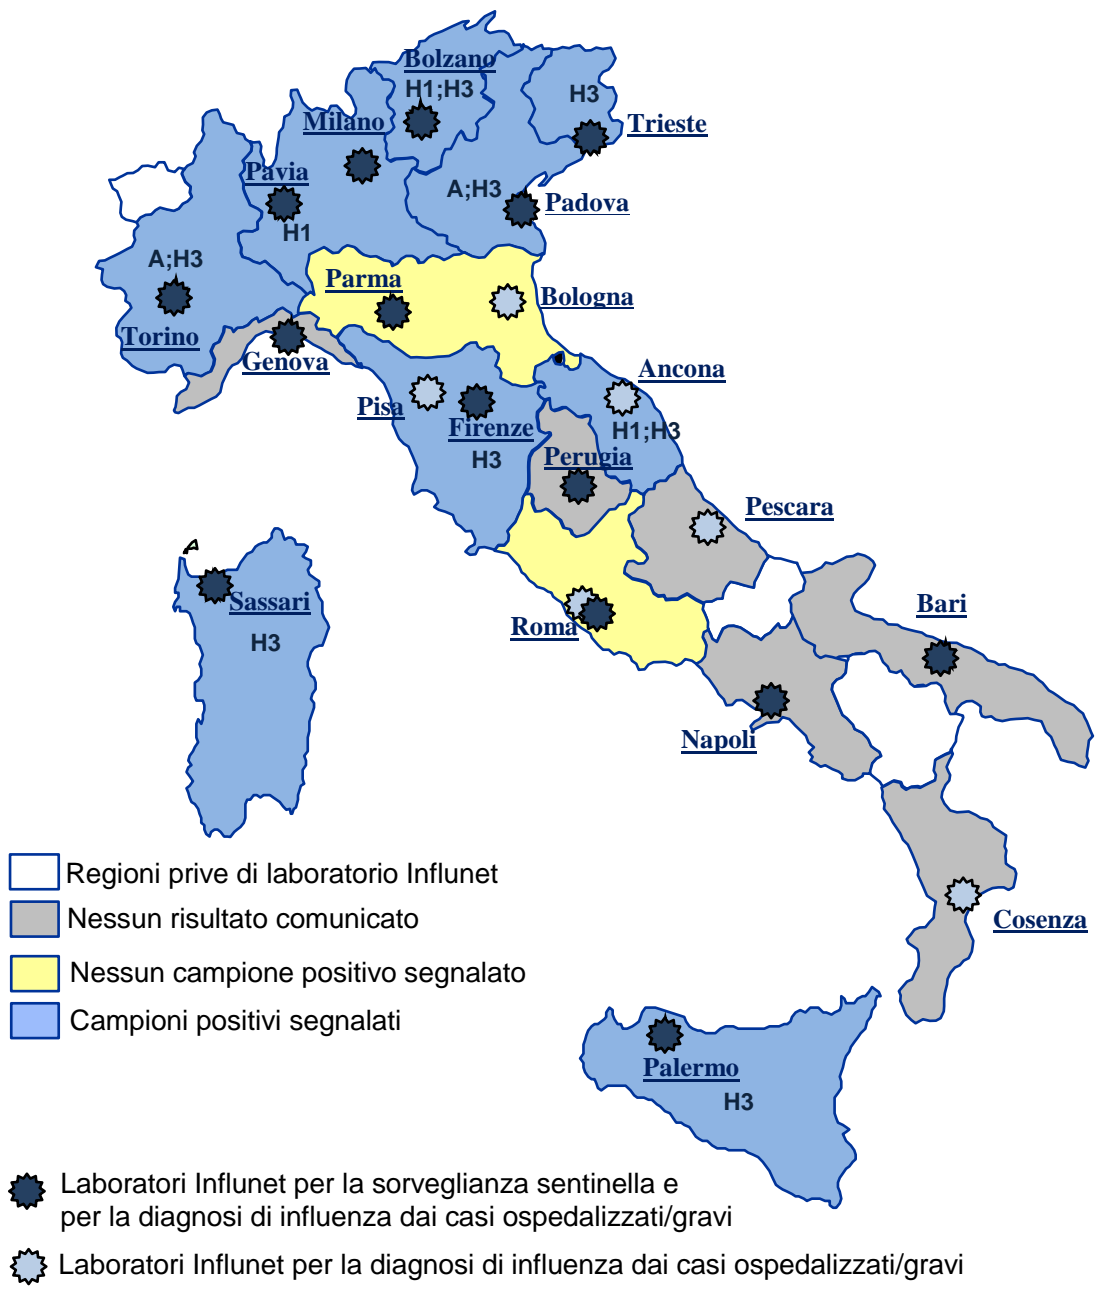 Bolzano
H1;H3
H3
Milano
Trieste
Pavia
A;H3
Padova
H1
A;H3
Parma
Bologna
Torino
Genova
Ancona
Pisa
Firenze
H1;H3
H3
Perugia
Pescara
Sassari
Bari
Roma
H3
Napoli
Regioni prive di laboratorio Influnet
Nessun risultato comunicato
Cosenza
Nessun campione positivo segnalato
Campioni positivi segnalati
Palermo
H3
Laboratori Influnet per la sorveglianza sentinella e
per la diagnosi di influenza dai casi ospedalizzati/gravi
Laboratori Influnet per la diagnosi di influenza dai casi ospedalizzati/gravi